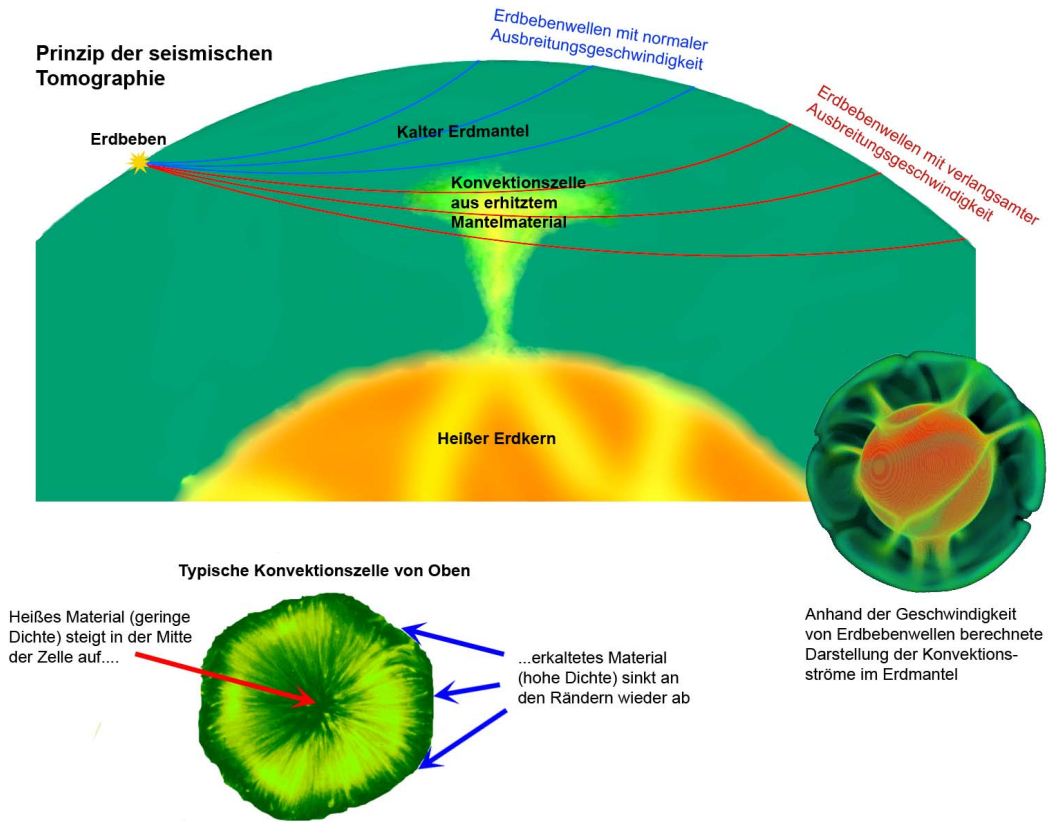 Prinzip der seismischen
Tomographie
Erdbebenwellen mit normaler
Ausbreitungsgeschwindigkeit
Erdbebenwellen mit verlangsamter
Ausbreitungsgeschwindigkeit
Erdbeben
Kalter Erdmantel
Konvektionszelle
aus erhitztem
Mantelmaterial
Heißer Erdkern
Typische Konvektionszelle von Oben
Heißes Material (geringe
Dichte) steigt in der Mitte
der Zelle auf....
...erkaltetes Material
(hohe Dichte) sinkt an
den Rändern wieder ab
Anhand der Geschwindigkeit
von Erdbebenwellen berechnete
Darstellung der Konvektions-
ströme im Erdmantel